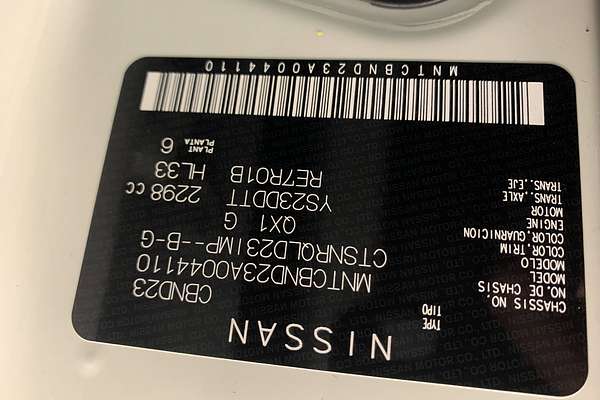 NISSAN
TYPE
TIPO CBND23
CHASSIS NO.
NO. DE CHASIS MNTCBND23A0044110
MODEL
MODELO CTSNRQLD23IMP--B-G
COLOR,TRIM
COLOR,GUARNICION QX1 G
ENGINE
MOTOR YS23DDTT 2298 CC
TRANS.,AXLE
TRANS.,EJE RE7R01B HL33
PLANT
PLANTA 6
MNTCBND23A0044110